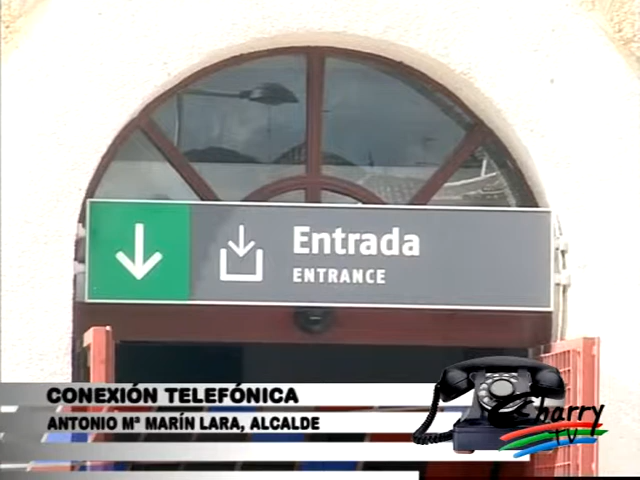 Entrada
ENTRANCE
CONEXIÓN TELEFÓNICA
ANTONIO Mª MARÍN LARA, ALCALDE
Charry
TV